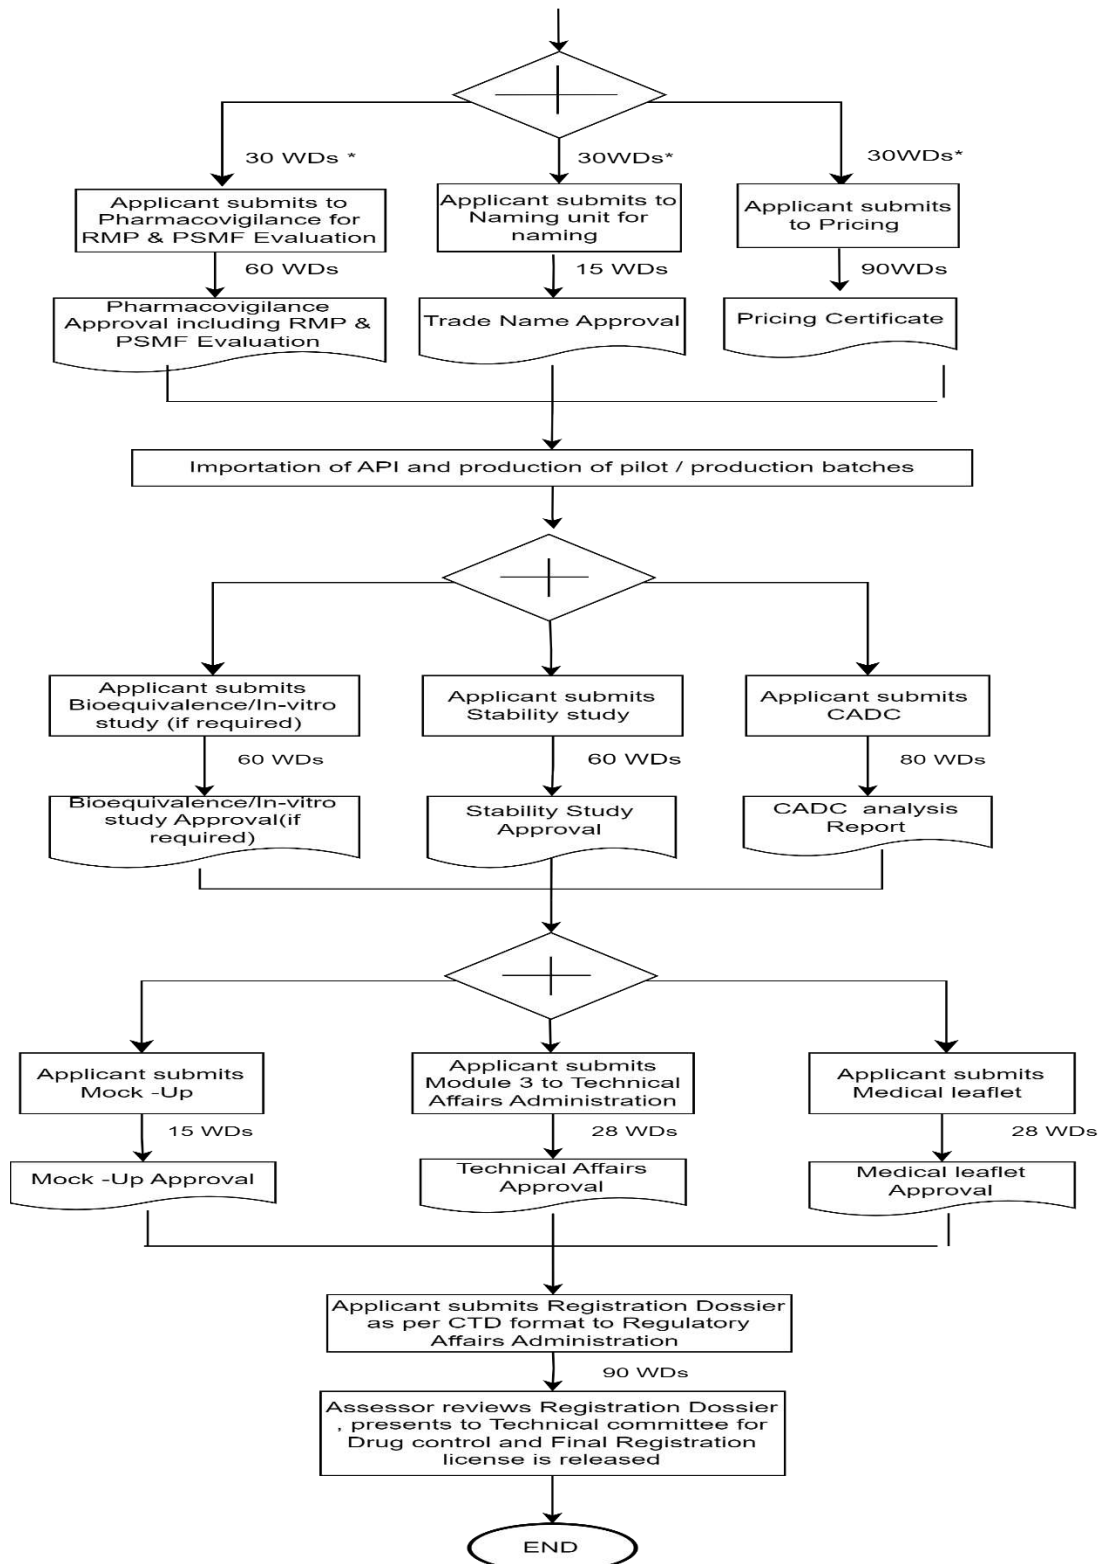 30 WDs *
30WDs*
30WDs*
Applicant submits to
Pharmacovigilance for
RMP & PSMF Evaluation
Applicant submits to
Naming unit for
naming
Applicant submits
to Pricing
60 WDs
15 WDs
90WDs
Pharmacovigilance
Approval including RMP &
PSMF Evaluation
Trade Name Approval
Pricing Certificate
Importation of API and production of pilot / production batches
Applicant submits
Bioequivalence/In-vitro
study (if required)
Applicant submits
Stability study
Applicant submits
CADC
60 WDs
60 WDs
80 WDs
Bioequivalence/In-vitro
study Approval(if
required)
Stability Study
Approval
CADC analysis
Report
Applicant submits
Mock -Up
Applicant submits
Module 3 to Technical
Affairs Administration
Applicant submits
Medical leaflet
15 WDs
28 WDs
28 WDs
Mock -Up Approval
Technical Affairs
Approval
Medical leaflet
Approval
Applicant submits Registration Dossier
as per CTD format to Regulatory
Affairs Administration
90 WDs
Assessor reviews Registration Dossier
, presents to Technical committee for
Drug control and Final Registration
license is released
END